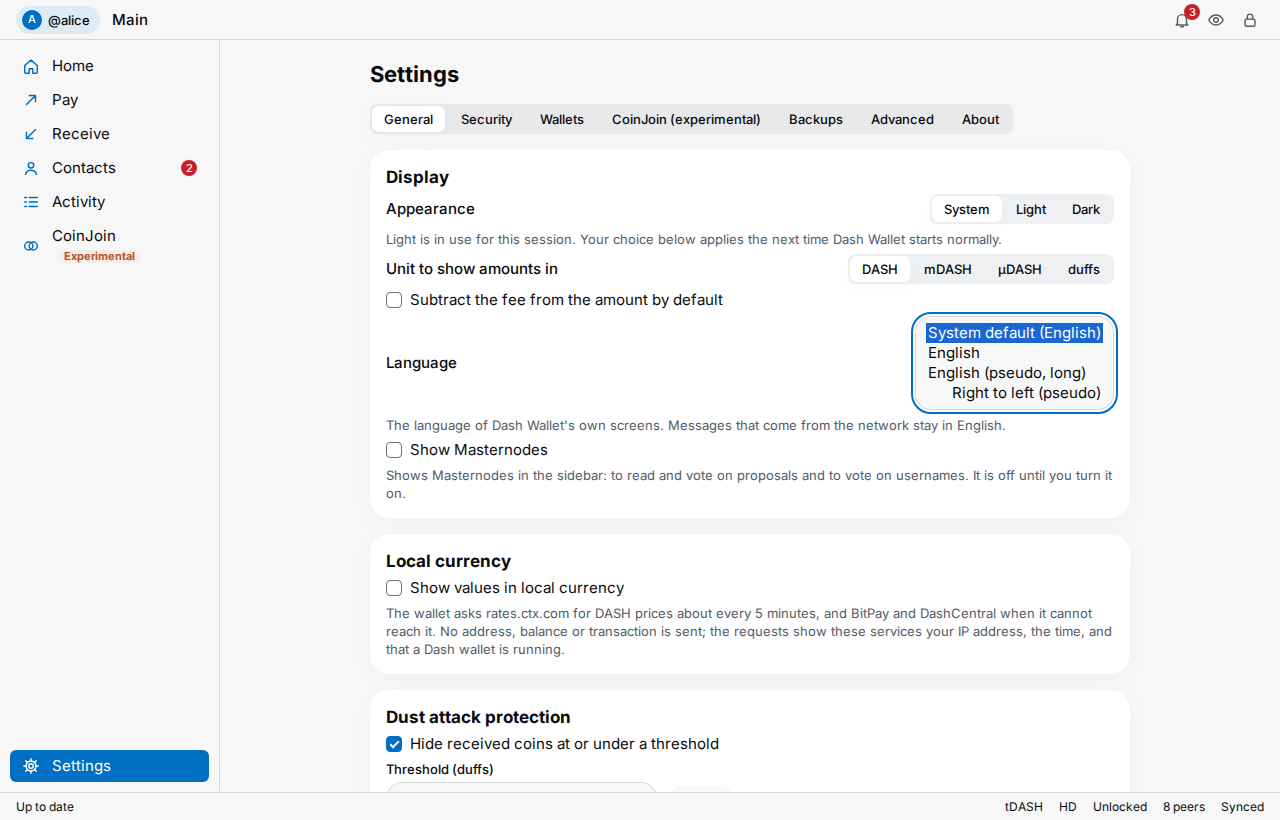 A @alice Main 3
Home
Pay
Receive
Contacts 2
Activity
CoinJoin
Experimental
Settings
Settings
General Security Wallets CoinJoin (experimental) Backups Advanced About
Display
Appearance System Light Dark
Light is in use for this session. Your choice below applies the next time Dash Wallet starts normally.
Unit to show amounts in DASH mDASH µDASH duffs
Subtract the fee from the amount by default
Language
System default (English)
English
English (pseudo, long)
Right to left (pseudo)
The language of Dash Wallet's own screens. Messages that come from the network stay in English.
Show Masternodes
Shows Masternodes in the sidebar: to read and vote on proposals and to vote on usernames. It is off until you turn it
on.
Local currency
Show values in local currency
The wallet asks rates.ctx.com for DASH prices about every 5 minutes, and BitPay and DashCentral when it cannot
reach it. No address, balance or transaction is sent; the requests show these services your IP address, the time, and
that a Dash wallet is running.
Dust attack protection
Hide received coins at or under a threshold
Threshold (duffs)
Up to date tDASH HD Unlocked 8 peers Synced